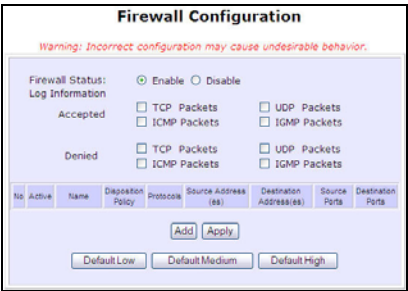 Firewall Configuration
Warning: Incorrect configuration may cause undesirable behavior.
Firewall Status: Enable Disable
Log Information
Accepted TCP Packets UDP Packets
ICMP Packets IGMP Packets
Denied TCP Packets UDP Packets
ICMP Packets IGMP Packets
No Active Name Disposition Policy Protocols Source Address (es) Destination Address(es) Source Ports Destination Ports
Add Apply
Default Low Default Medium Default High